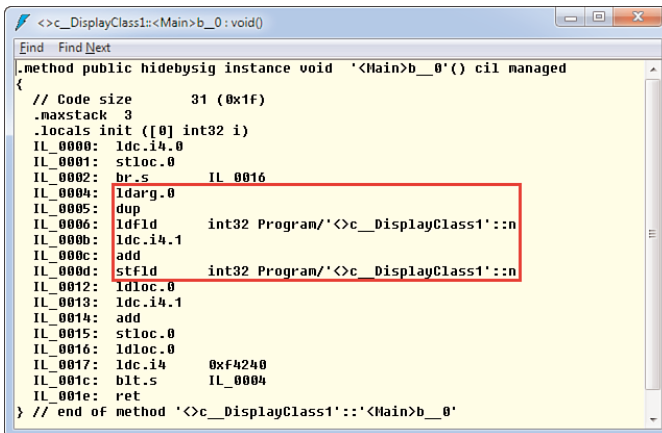 <>c__DisplayClass1::<Main>b__0 : void()
Find Find Next
.method public hidebysig instance void '<Main>b__0'() cil managed
{
// Code size 31 (0x1f)
.maxstack 3
.locals init ([0] int32 i)
IL_0000: ldc.i4.0
IL_0001: stloc.0
IL_0002: br.s IL_0016
IL_0004: ldarg.0
IL_0005: dup
IL_0006: ldfld int32 Program/'<>c__DisplayClass1'::n
IL_000b: ldc.i4.1
IL_000c: add
IL_000d: stfld int32 Program/'<>c__DisplayClass1'::n
IL_0012: ldloc.0
IL_0013: ldc.i4.1
IL_0014: add
IL_0015: stloc.0
IL_0016: ldloc.0
IL_0017: ldc.i4 0xf4240
IL_001c: blt.s IL_0004
IL_001e: ret
} // end of method '<>c__DisplayClass1'::'<Main>b__0'